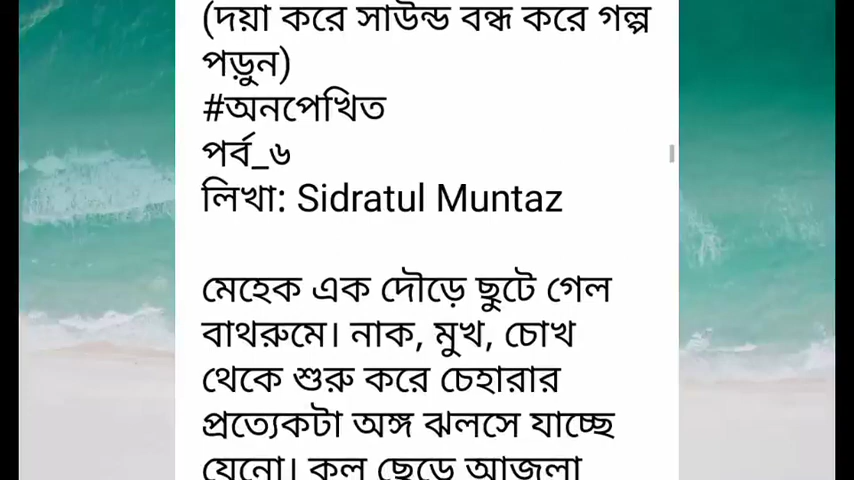 (দয়া করে সাউন্ড বন্ধ করে গল্প
পড়ুন)
#অনপেখিত
পর্ব_৬
লিখা: Sidratul Muntaz

মেহেক এক দৌড়ে ছুটে গেল
বাথরুমে। নাক, মুখ, চোখ
থেকে শুরু করে চেহারার
প্রত্যেকটা অঙ্গ ঝলসে যাচ্ছে
যেনো। কল ছেড়ে আজলা